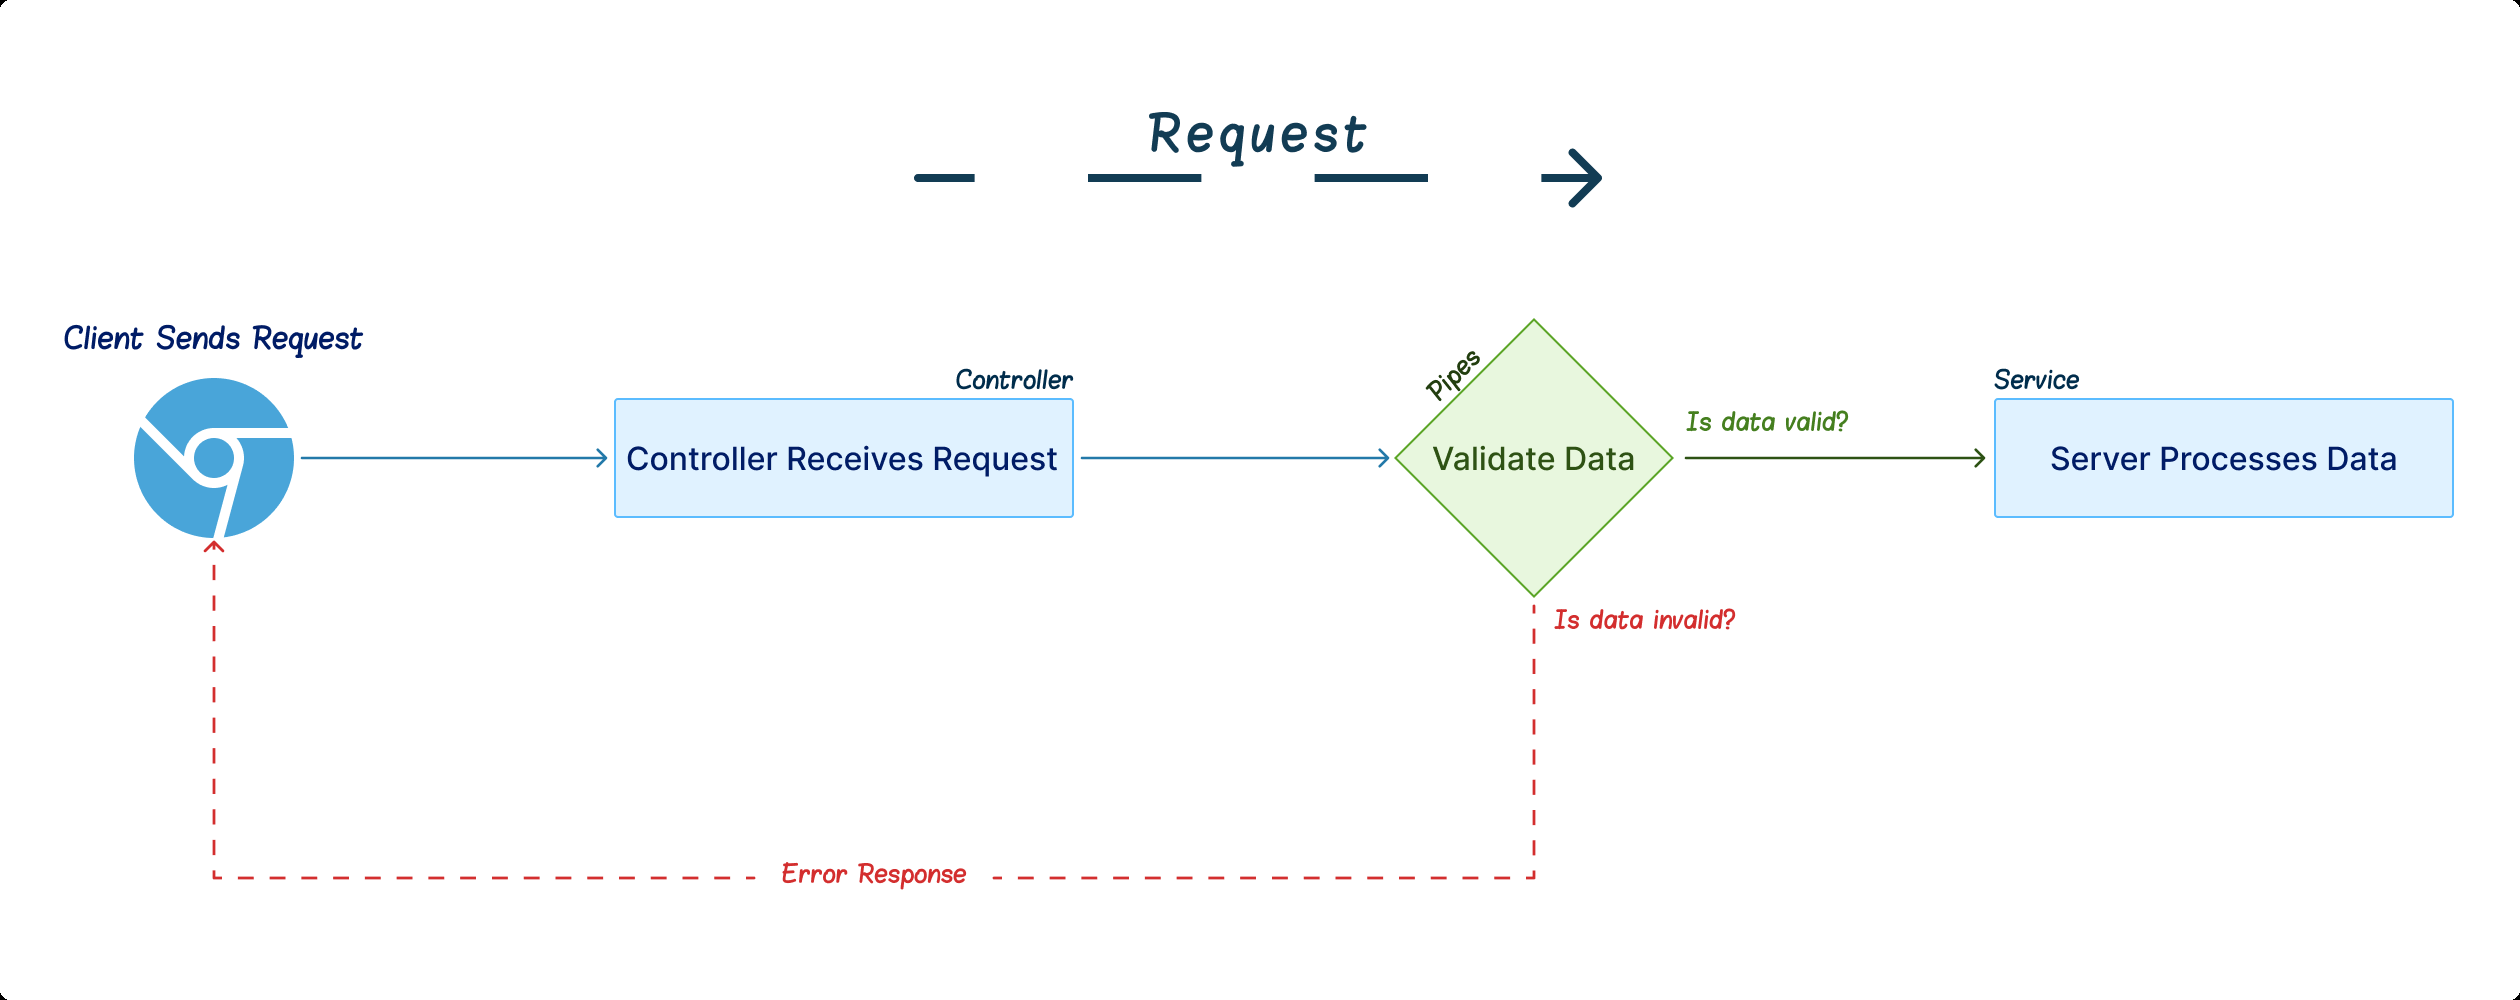 Request
Client Sends Request
Controller
Controller Receives Request
Pipes
Validate Data
Is data valid?
Service
Server Processes Data
Is data invalid?
Error Response